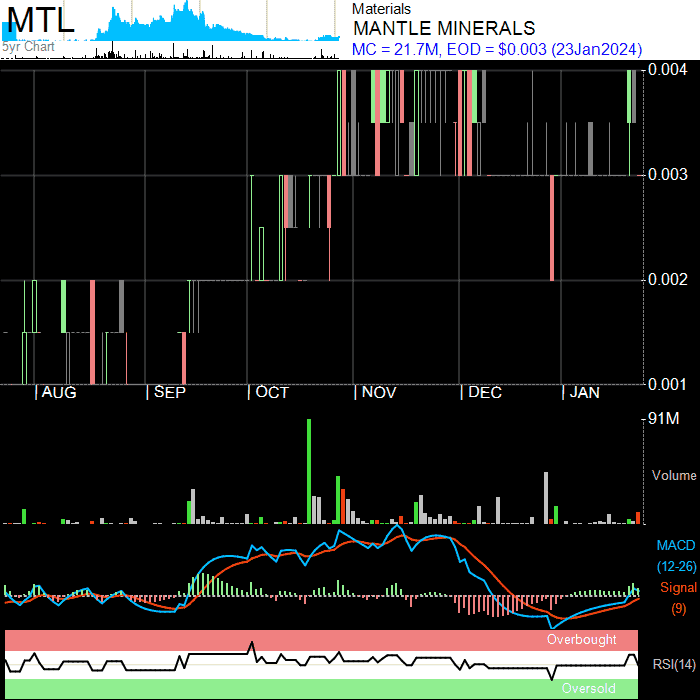 MTL
5yr Chart
Materials
MANTLE MINERALS
MC = 21.7M, EOD = $0.003 (23Jan2024)
0.004
0.003
0.002
0.001
AUG
SEP
OCT
NOV
DEC
JAN
91M
Volume
MACD
(12-26)
Signal
(9)
Overbought
RSI(14)
Oversold